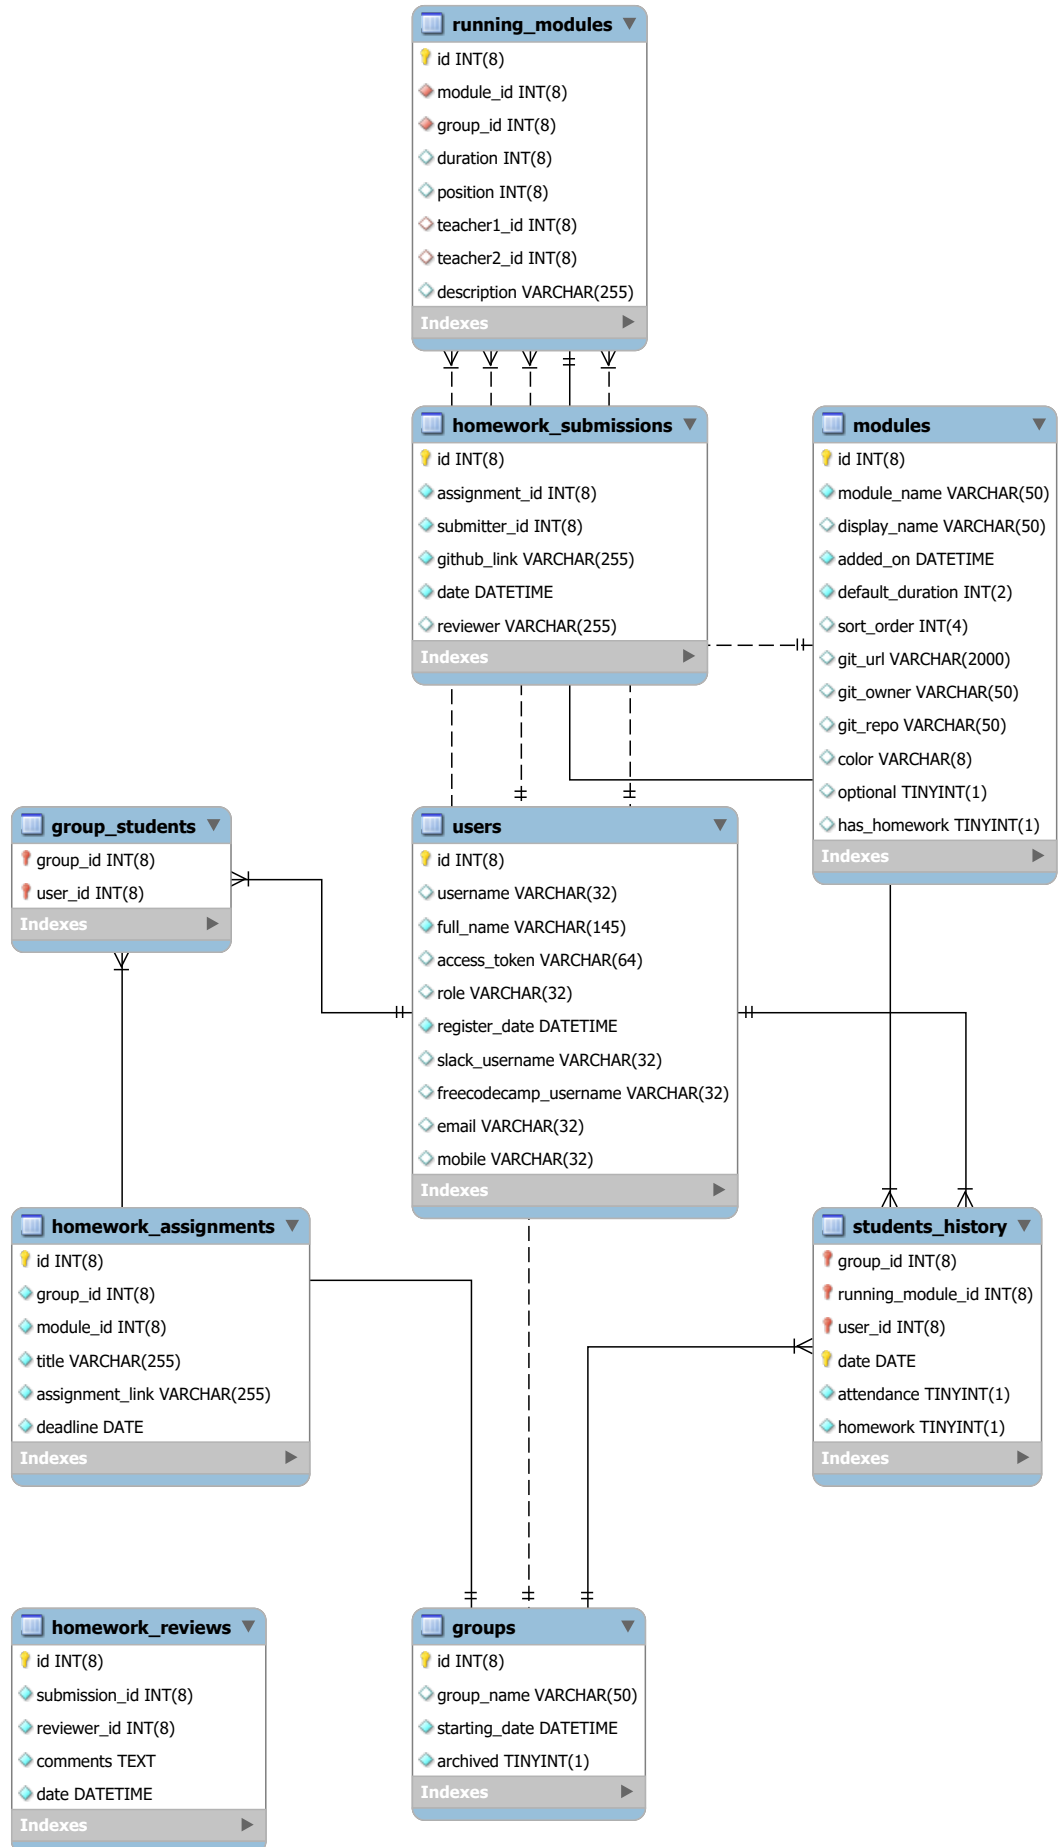 running_modules
id INT(8)
module_id INT(8)
group_id INT(8)
duration INT(8)
position INT(8)
teacher1_id INT(8)
teacher2_id INT(8)
description VARCHAR(255)
Indexes
homework_submissions
id INT(8)
assignment_id INT(8)
submitter_id INT(8)
github_link VARCHAR(255)
date DATETIME
reviewer VARCHAR(255)
Indexes
modules
id INT(8)
module_name VARCHAR(50)
display_name VARCHAR(50)
added_on DATETIME
default_duration INT(2)
sort_order INT(4)
git_url VARCHAR(2000)
git_owner VARCHAR(50)
git_repo VARCHAR(50)
color VARCHAR(8)
optional TINYINT(1)
has_homework TINYINT(1)
Indexes
group_students
group_id INT(8)
user_id INT(8)
Indexes
users
id INT(8)
username VARCHAR(32)
full_name VARCHAR(145)
access_token VARCHAR(64)
role VARCHAR(32)
register_date DATETIME
slack_username VARCHAR(32)
freecodecamp_username VARCHAR(32)
email VARCHAR(32)
mobile VARCHAR(32)
Indexes
homework_assignments
id INT(8)
group_id INT(8)
module_id INT(8)
title VARCHAR(255)
assignment_link VARCHAR(255)
deadline DATE
Indexes
students_history
group_id INT(8)
running_module_id INT(8)
user_id INT(8)
date DATE
attendance TINYINT(1)
homework TINYINT(1)
Indexes
homework_reviews
id INT(8)
submission_id INT(8)
reviewer_id INT(8)
comments TEXT
date DATETIME
Indexes
groups
id INT(8)
group_name VARCHAR(50)
starting_date DATETIME
archived TINYINT(1)
Indexes